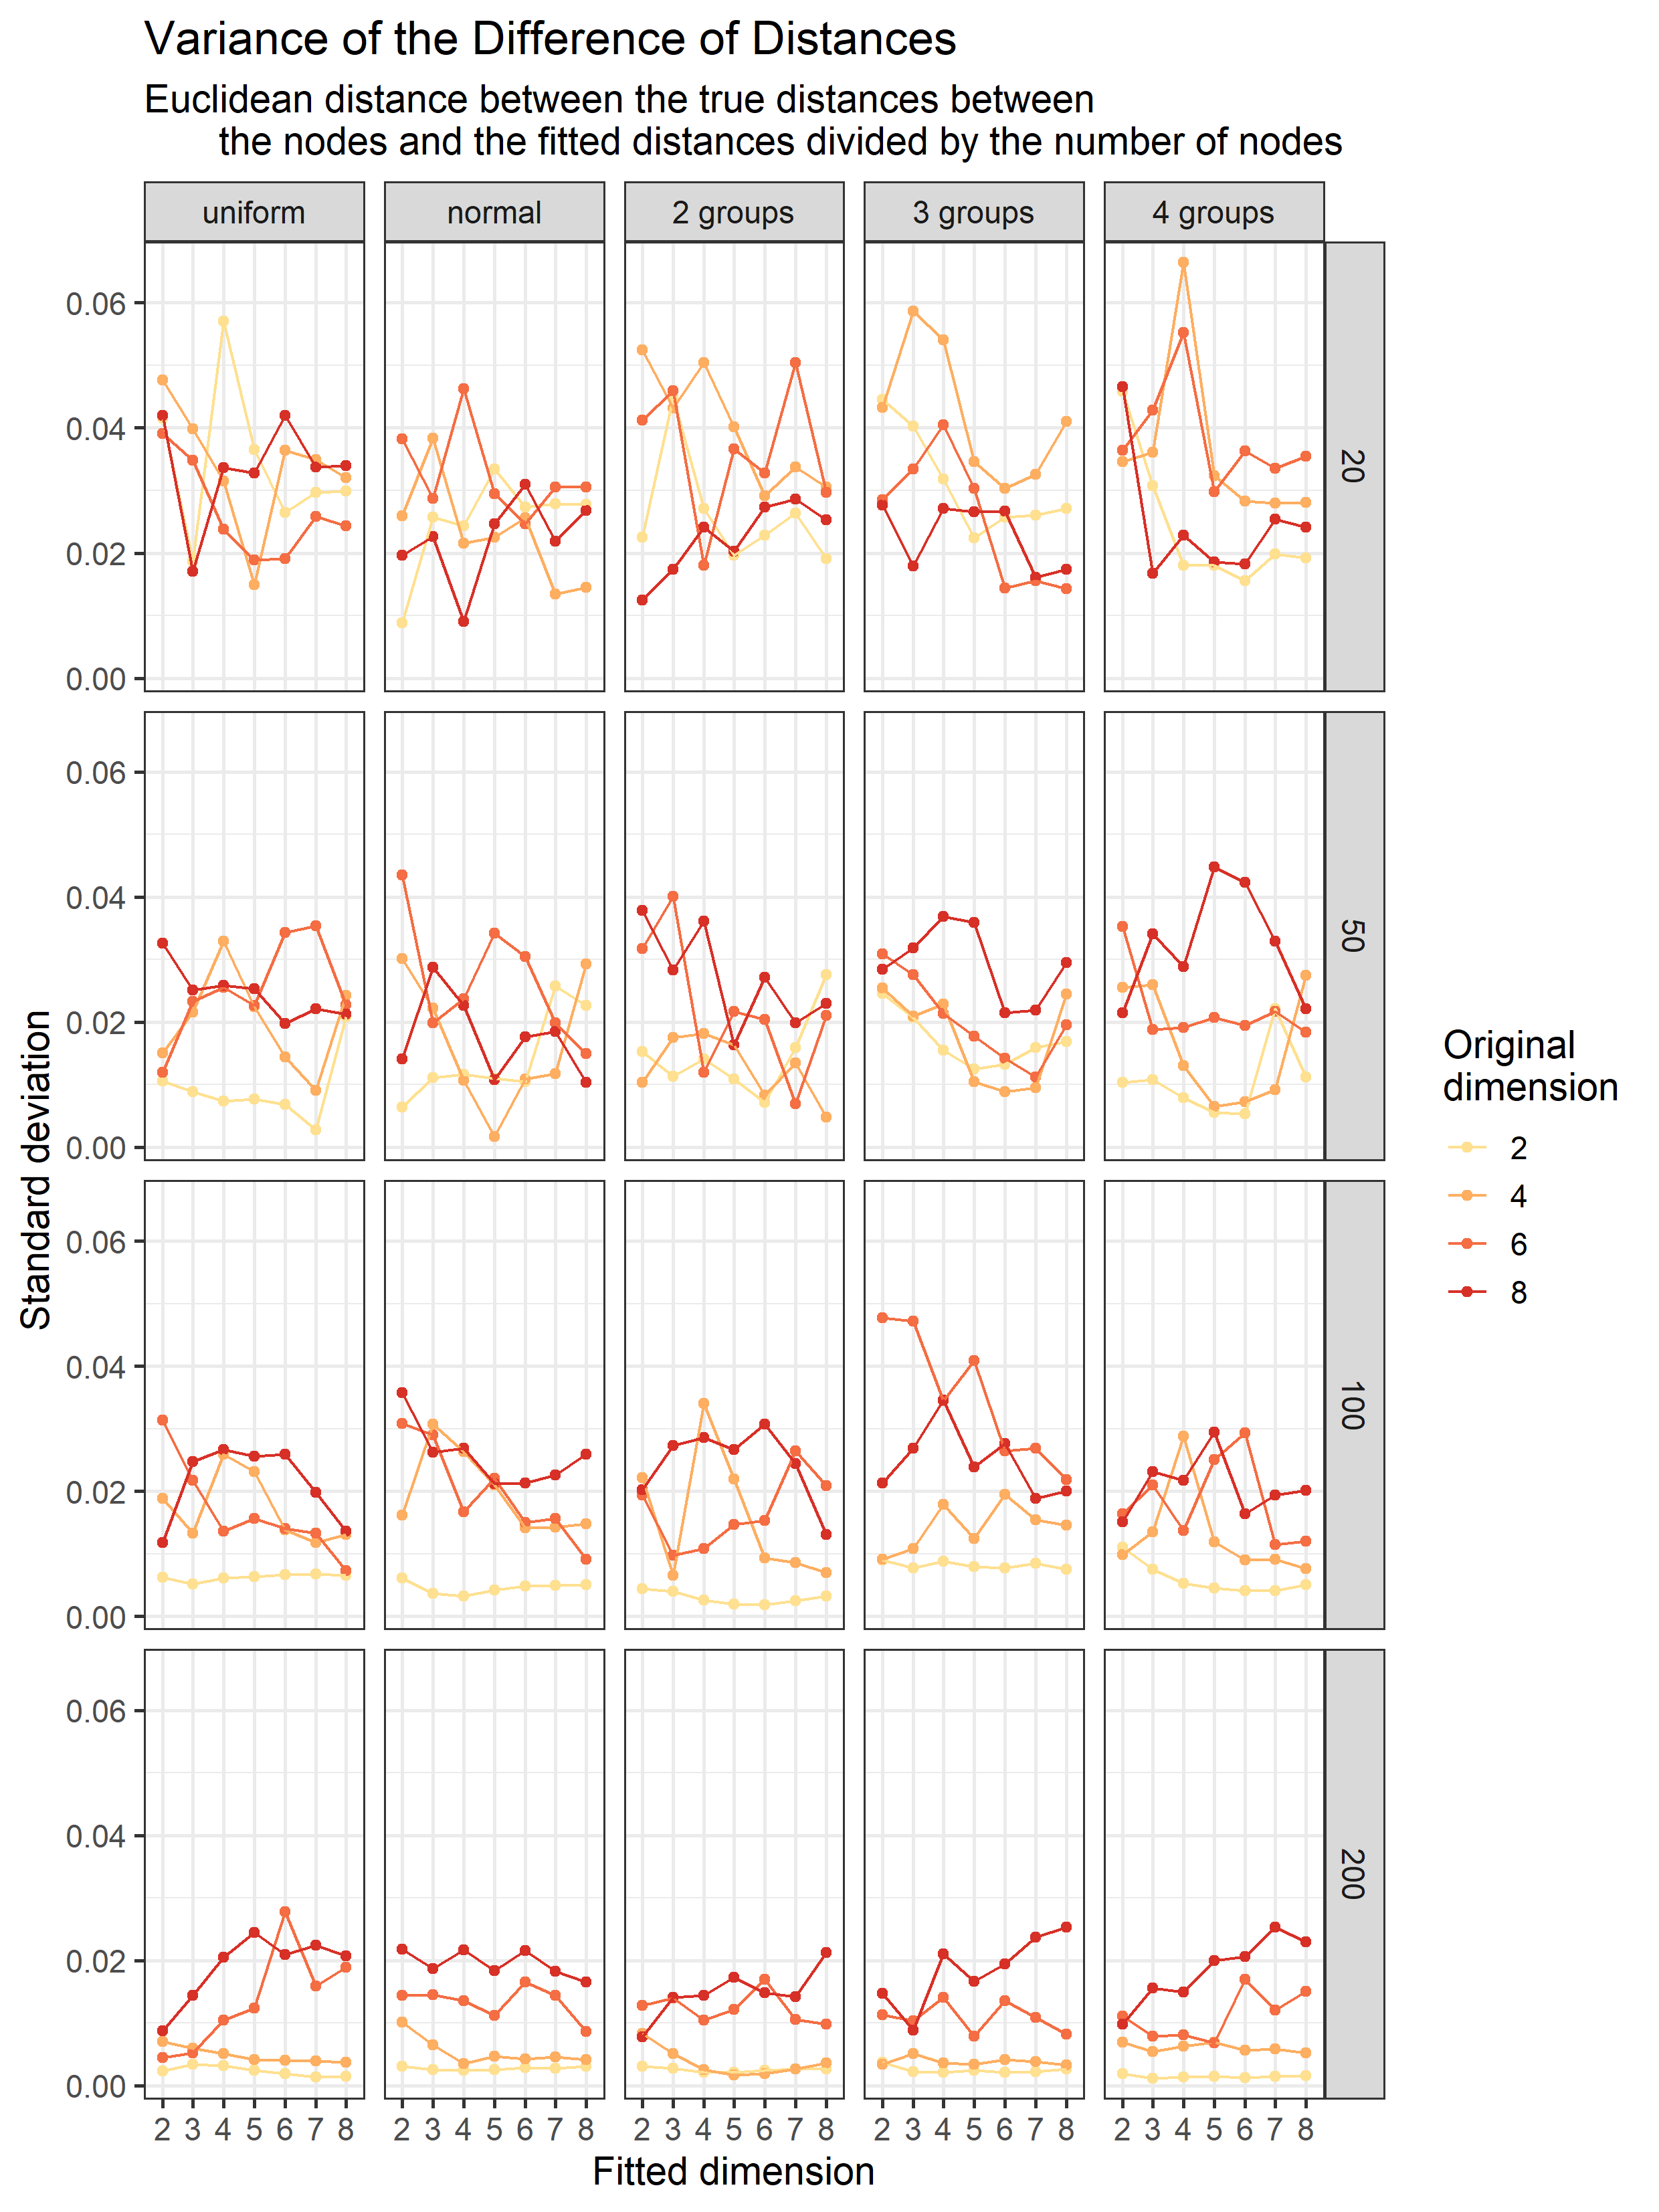 Variance of the Difference of Distances
Euclidean distance between the true distances between
the nodes and the fitted distances divided by the number of nodes
uniform normal 2 groups 3 groups 4 groups
0.06
0.04
0.02
0.00
20
0.06
0.04
0.02
0.00
50
0.06
0.04
0.02
0.00
100
0.06
0.04
0.02
0.00
200
Standard deviation
2 3 4 5 6 7 8 2 3 4 5 6 7 8 2 3 4 5 6 7 8 2 3 4 5 6 7 8 2 3 4 5 6 7 8
Fitted dimension
Original
dimension
2
4
6
8